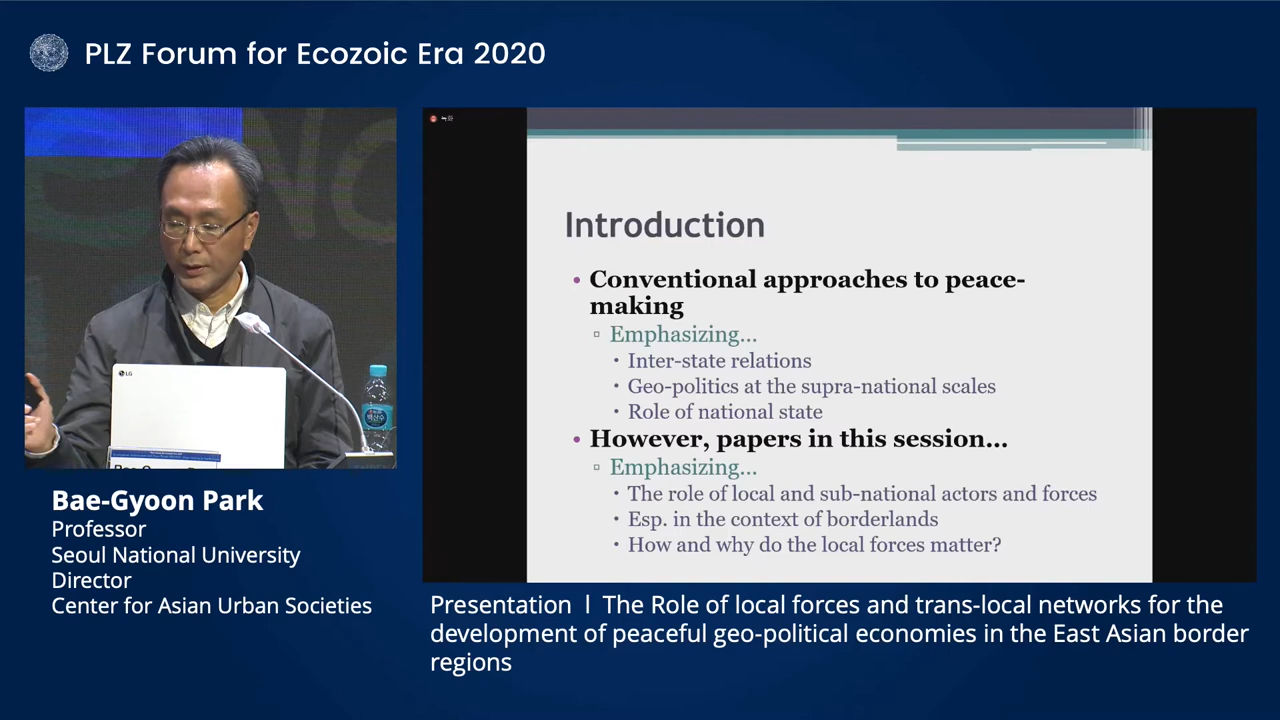 PLZ Forum for Ecozoic Era 2020
녹화
LG
백산수
Introduction
• Conventional approaches to peace-
making
▫ Emphasizing...
• Inter-state relations
• Geo-politics at the supra-national scales
• Role of national state
• However, papers in this session...
▫ Emphasizing...
• The role of local and sub-national actors and forces
• Esp. in the context of borderlands
• How and why do the local forces matter?
Bae-Gyoon Park
Professor
Seoul National University
Director
Center for Asian Urban Societies
Presentation l The Role of local forces and trans-local networks for the
development of peaceful geo-political economies in the East Asian border
regions